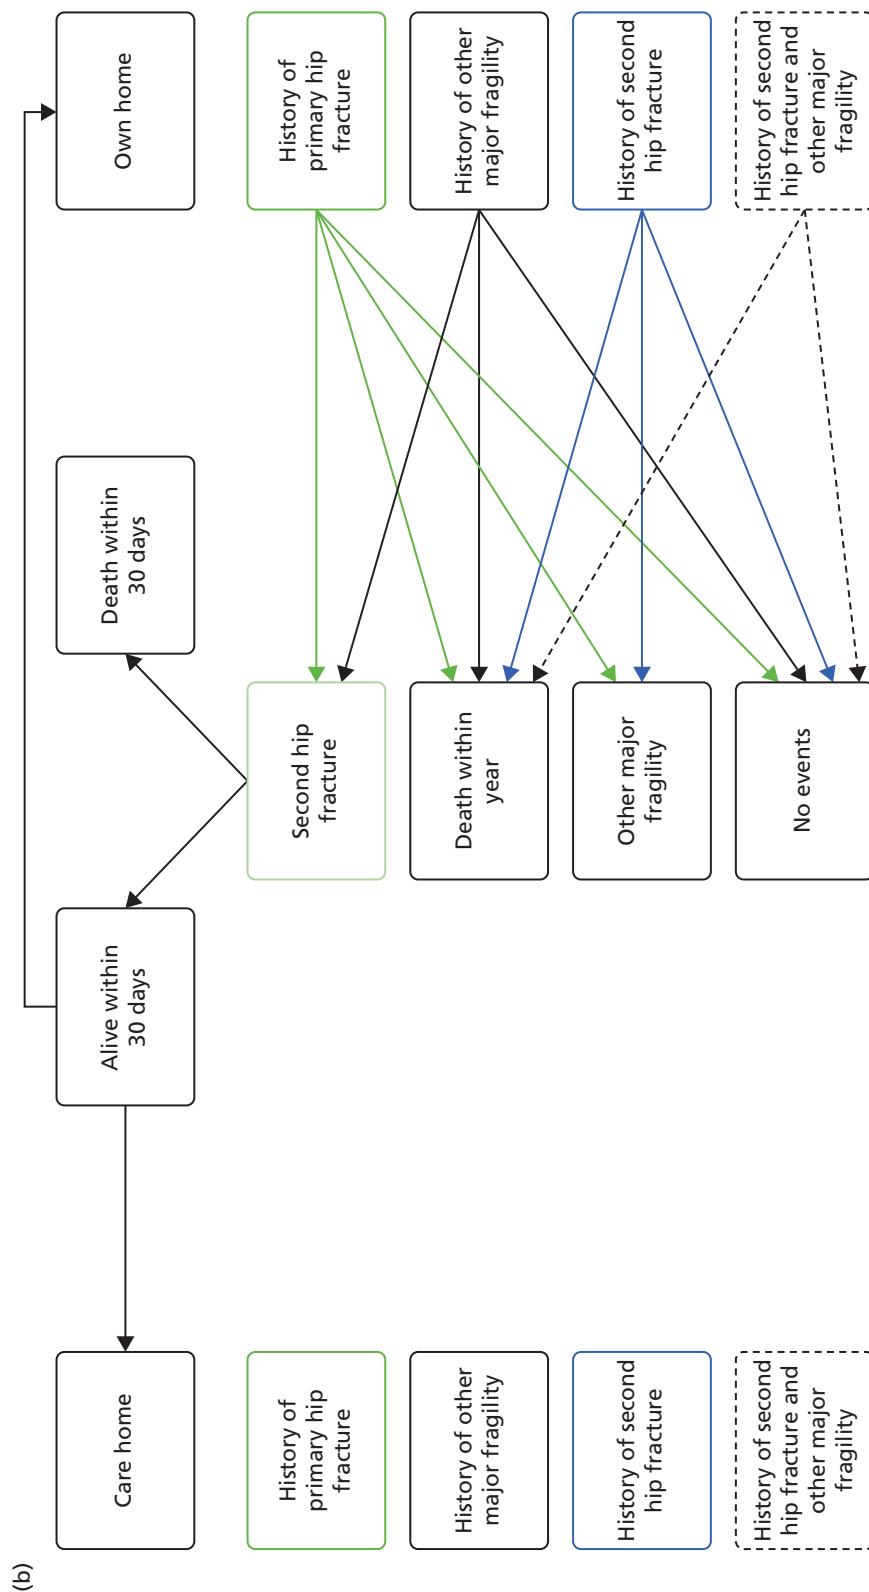 (b)
Care home
Alive within
30 days
Death within
30 days
Own home
History of
primary hip
fracture
Second hip
fracture
History of
primary hip
fracture
History of other
major fragility
Death within
year
History of other
major fragility
History of second
hip fracture
Other major
fragility
History of second
hip fracture
History of second
hip fracture and
other major
fragility
No events
History of second
hip fracture and
other major
fragility